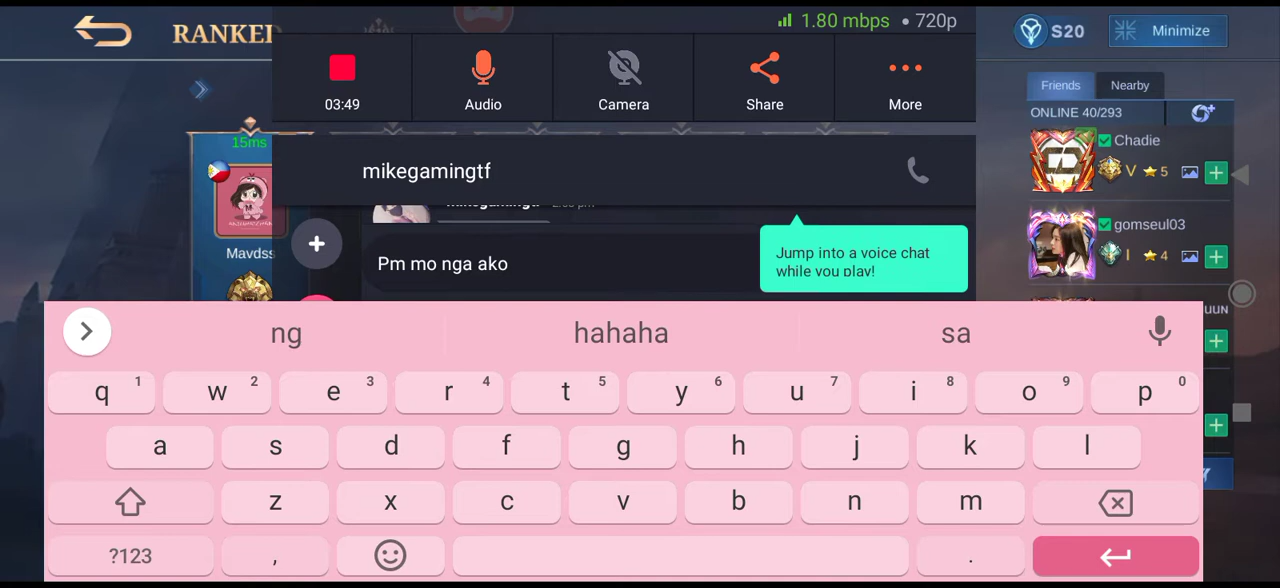 RANKED
1.80 mbps • 720p
S20
Minimize
03:49
Audio
Camera
Share
More
Friends
Nearby
ONLINE 40/293
15ms
Chadie
V
5
mikegamingtf
gomseul03
I
4
Mavdss
Pm mo nga ako
Jump into a voice chat
while you play!
ng
hahaha
sa
q 1 w 2 e 3 r 4 t 5 y 6 u 7 i 8 o 9 p 0
a s d f g h j k l
z x c v b n m
?123 , .